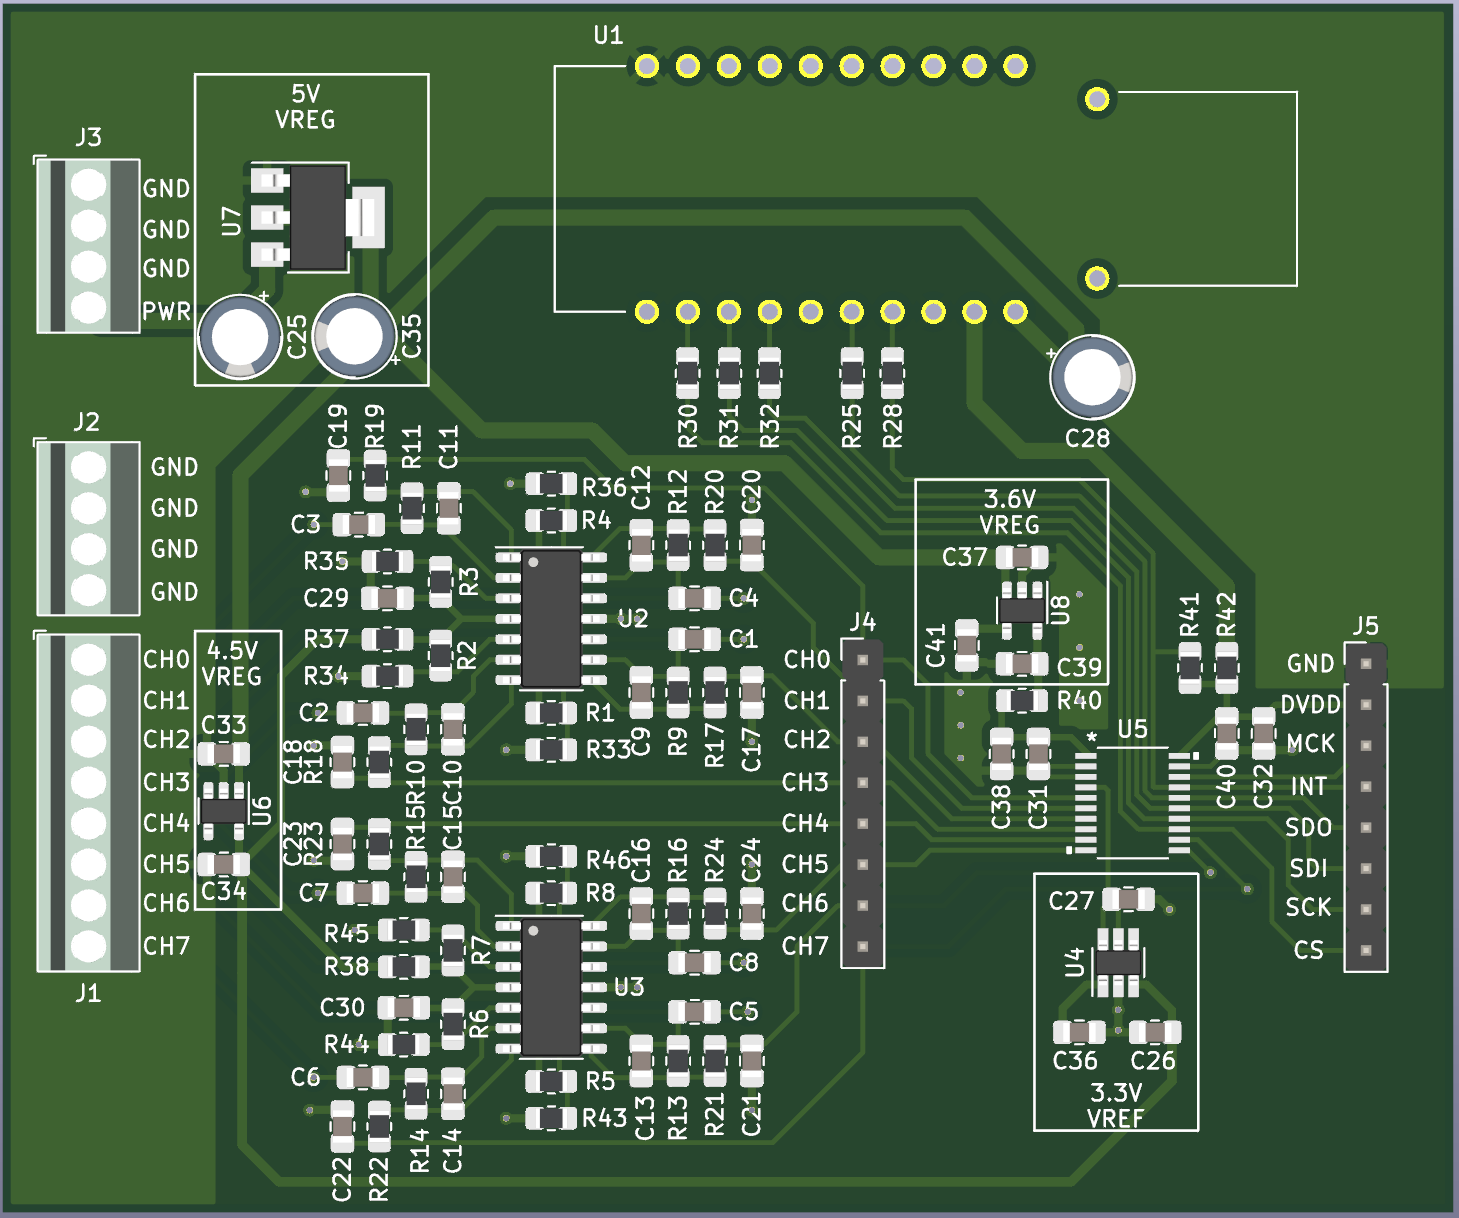 U1
5V
VREG
J3
GND
GND
GND
PWR
U7
+
C25
C35
+
+
C28
J2
GND
GND
GND
GND
C19
R19
R11
C11
C3
R35
C29
R37
R34
C2
R3
R2
R36
R4
U2
R1
R33
C12
R12
R20
C20
C4
C1
C9
R9
R17
C17
R30
R31
R32
R25
R28
3.6V
VREG
C37
U8
C41
C39
R40
R41
R42
J4
CH0
CH1
CH2
CH3
CH4
CH5
CH6
CH7
J5
GND
DVDD
MCK
INT
SDO
SDI
SCK
CS
*
U5
C38
C31
C40
C32
J1
CH0
CH1
CH2
CH3
CH4
CH5
CH6
CH7
4.5V
VREG
C33
U6
C34
C18
R18
R10
C10
C23
R23
R15
C15
C7
R45
R38
C30
R44
C6
R7
R6
R46
R8
U3
R5
R43
C16
R16
R24
C24
C8
C5
C13
R13
R21
C21
C22
R22
R14
C14
C27
U4
C36
C26
3.3V
VREF